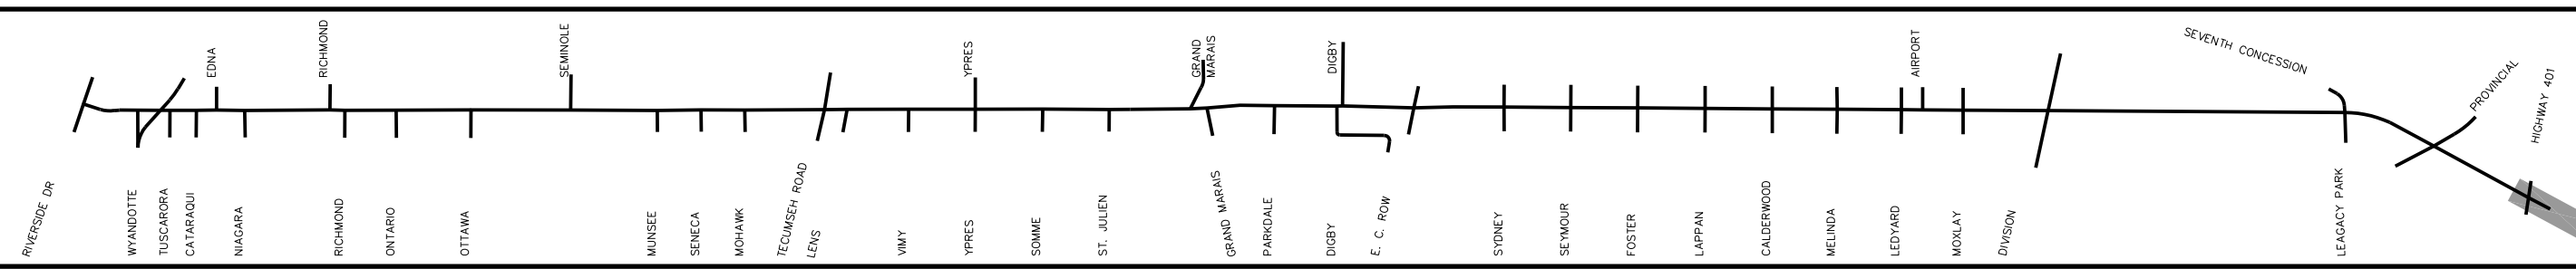 EDNA
RICHMOND
SEMINOLE
YPRES
GRAND
MARAIS
DIGBY
AIRPORT
SEVENTH CONCESSION
PROVINCIAL
HIGHWAY 401
RIVERSIDE DR
WYANDOTTE
TUSCARORA
CATARAQUI
NIAGARA
RICHMOND
ONTARIO
OTTAWA
MUNSEE
SENECA
MOHAWK
TECUMSEH ROAD
LENS
VIMY
YPRES
SOMME
ST. JULIEN
GRAND MARAIS
PARKDALE
DIGBY
E. C. ROW
SYDNEY
SEYMOUR
FOSTER
LAPPAN
CALDERWOOD
MELINDA
LEDYARD
MOXLAY
DIVISION
LEAGACY PARK